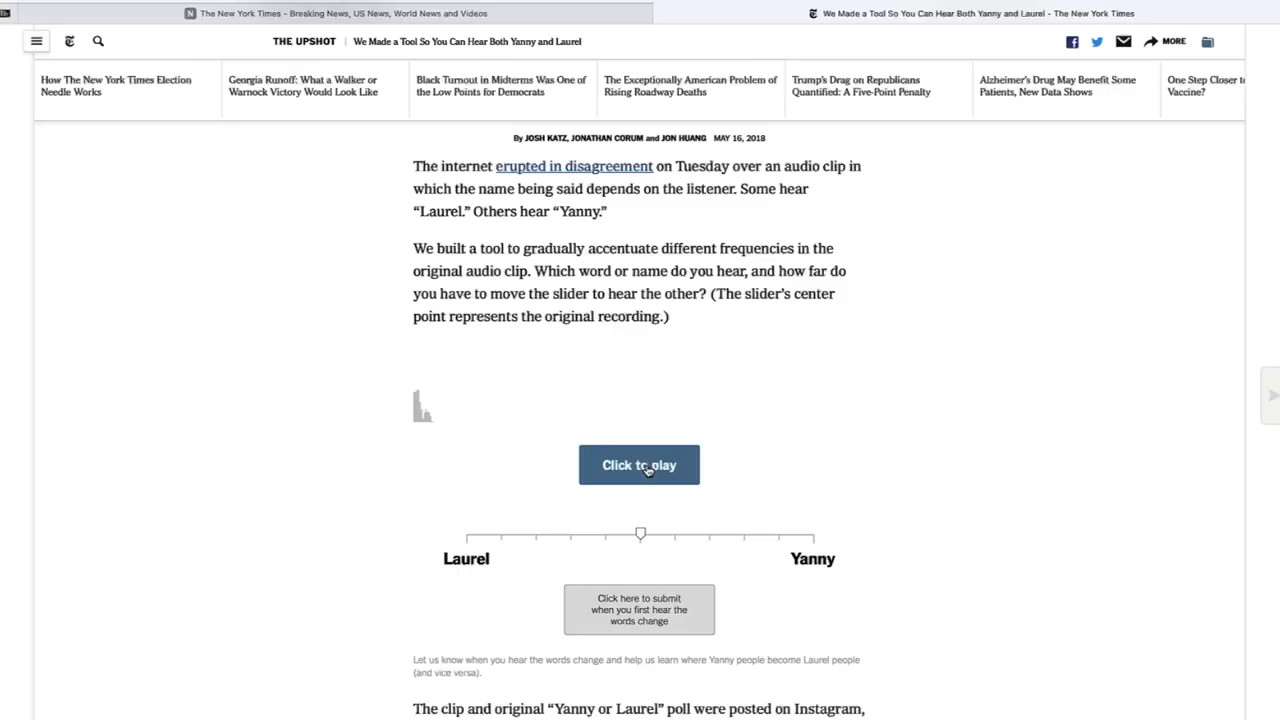 The New York Times – Breaking News, US News, World News and Videos
We Made a Tool So You Can Hear Both Yanny and Laurel - The New York Times
THE UPSHOT | We Made a Tool So You Can Hear Both Yanny and Laurel
MORE
How The New York Times Election
Needle Works
Georgia Runoff: What a Walker or
Warnock Victory Would Look Like
Black Turnout in Midterms Was One of
the Low Points for Democrats
The Exceptionally American Problem of
Rising Roadway Deaths
Trump's Drag on Republicans
Quantified: A Five-Point Penalty
Alzheimer's Drug May Benefit Some
Patients, New Data Shows
One Step Closer
Vaccine?
By JOSH KATZ, JONATHAN CORUM and JON HUANG MAY 16, 2018
The internet erupted in disagreement on Tuesday over an audio clip in
which the name being said depends on the listener. Some hear
“Laurel.” Others hear “Yanny.”
We built a tool to gradually accentuate different frequencies in the
original audio clip. Which word or name do you hear, and how far do
you have to move the slider to hear the other? (The slider’s center
point represents the original recording.)
Click to play
Laurel
Yanny
Click here to submit
when you first hear the
words change
Let us know when you hear the words change and help us learn where Yanny people become Laurel people
(and vice versa).
The clip and original “Yanny or Laurel” poll were posted on Instagram,